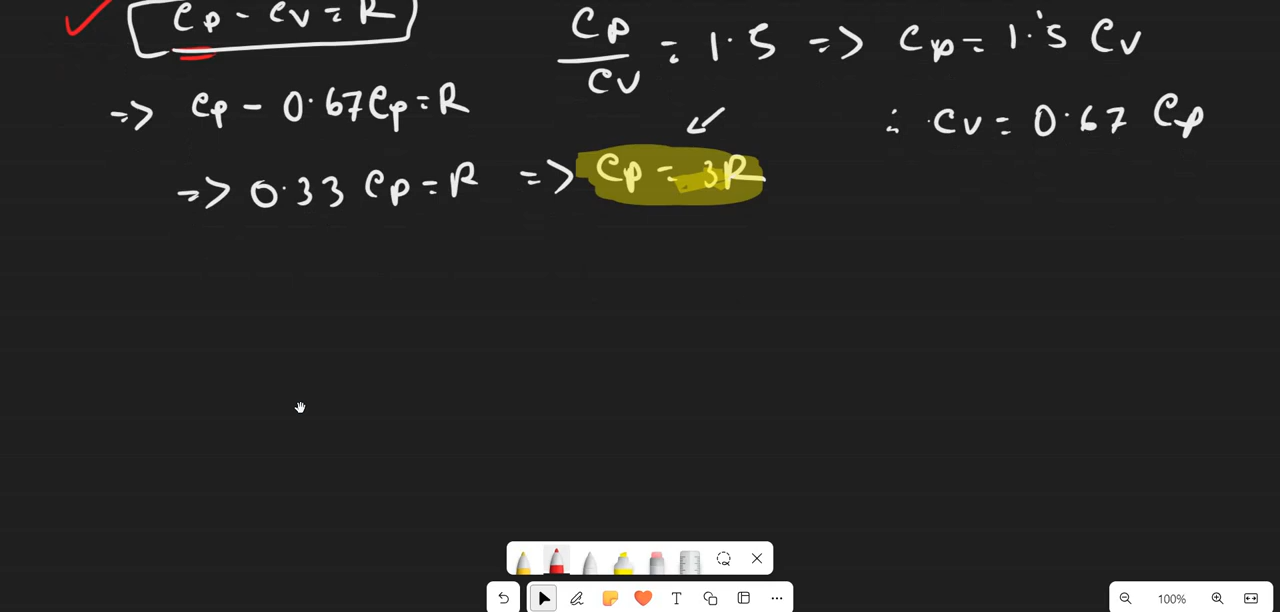 Cp - Cv = R
Cp/Cv = 1.5 => Cp = 1.5 Cv
=> Cp - 0.67Cp = R
∴ Cv = 0.67 Cp
=> 0.33 Cp = R => Cp = 3R
100%